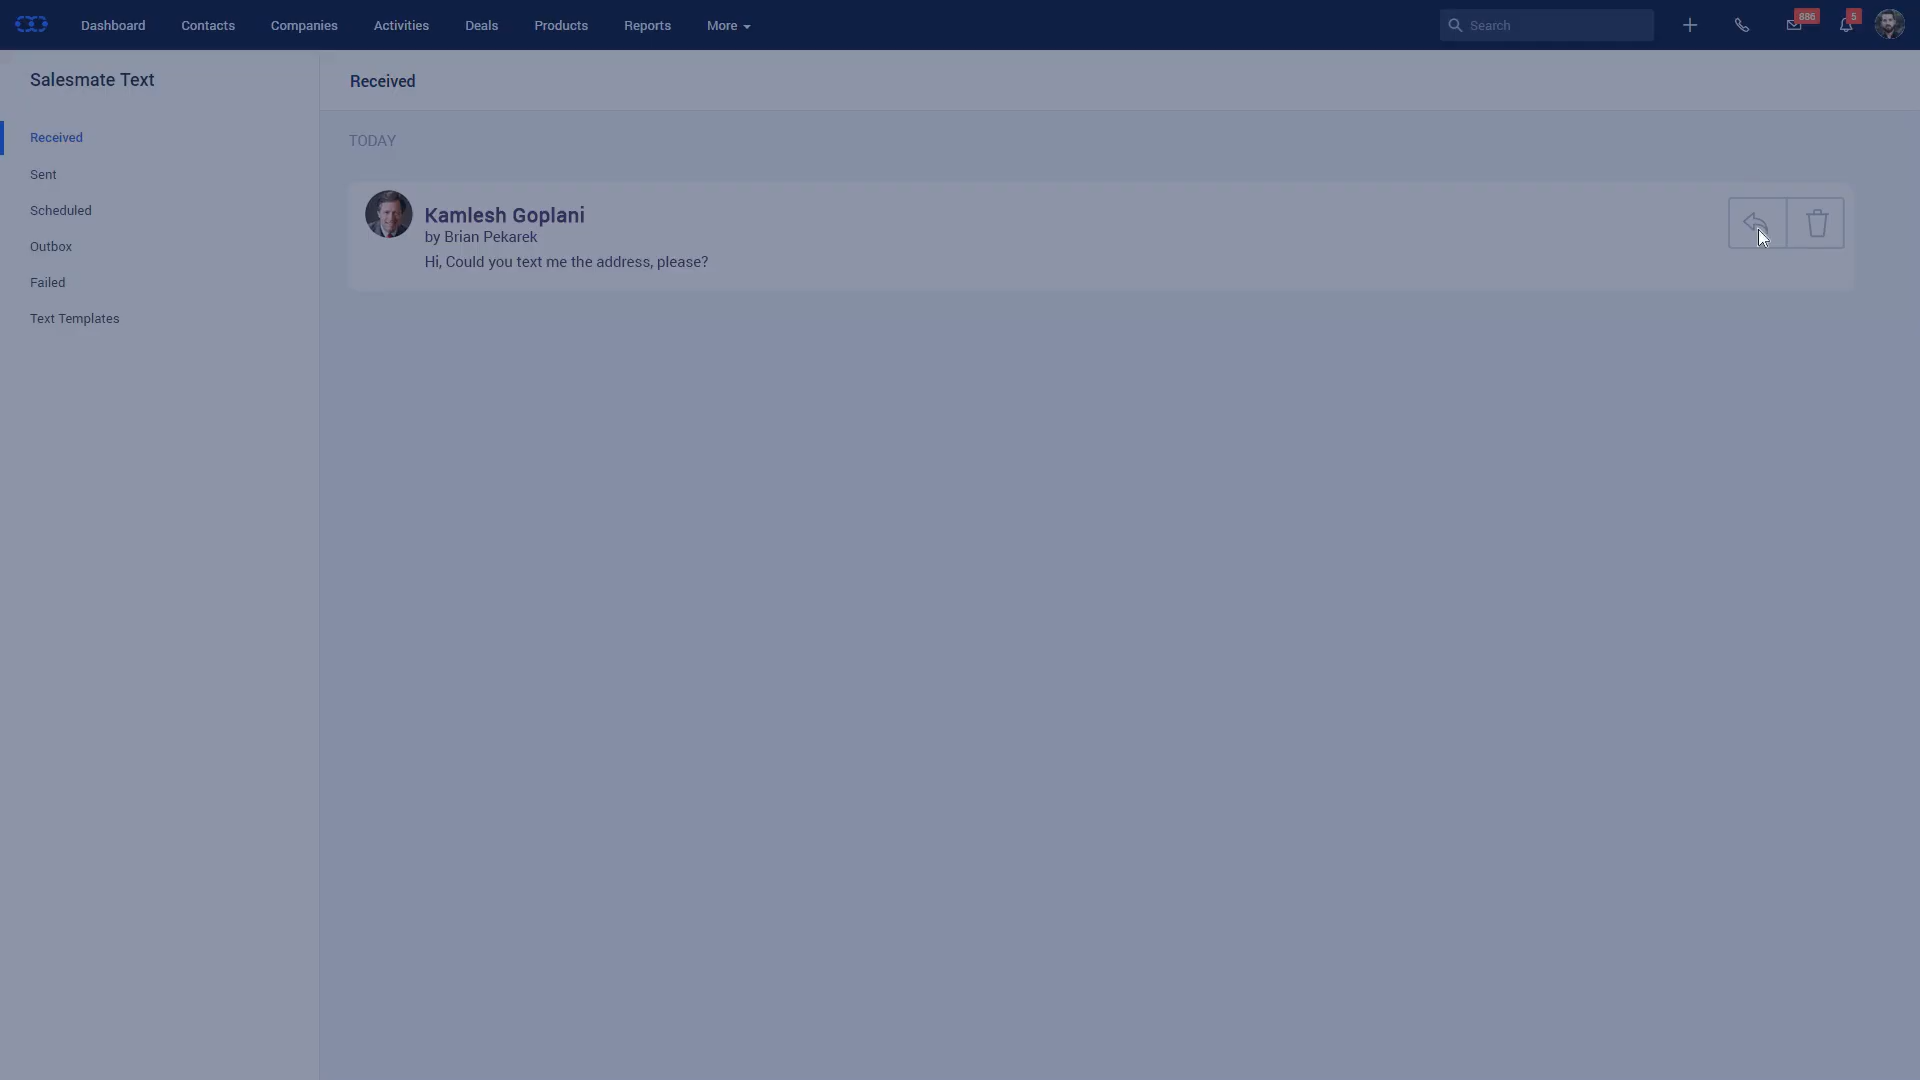 Dashboard
Contacts
Companies
Activities
Deals
Products
Reports
More
Search
886
5
Salesmate Text
Received
Sent
Scheduled
Outbox
Failed
Text Templates
Received
TODAY
Kamlesh Goplani
by Brian Pekarek
Hi, Could you text me the address, please?